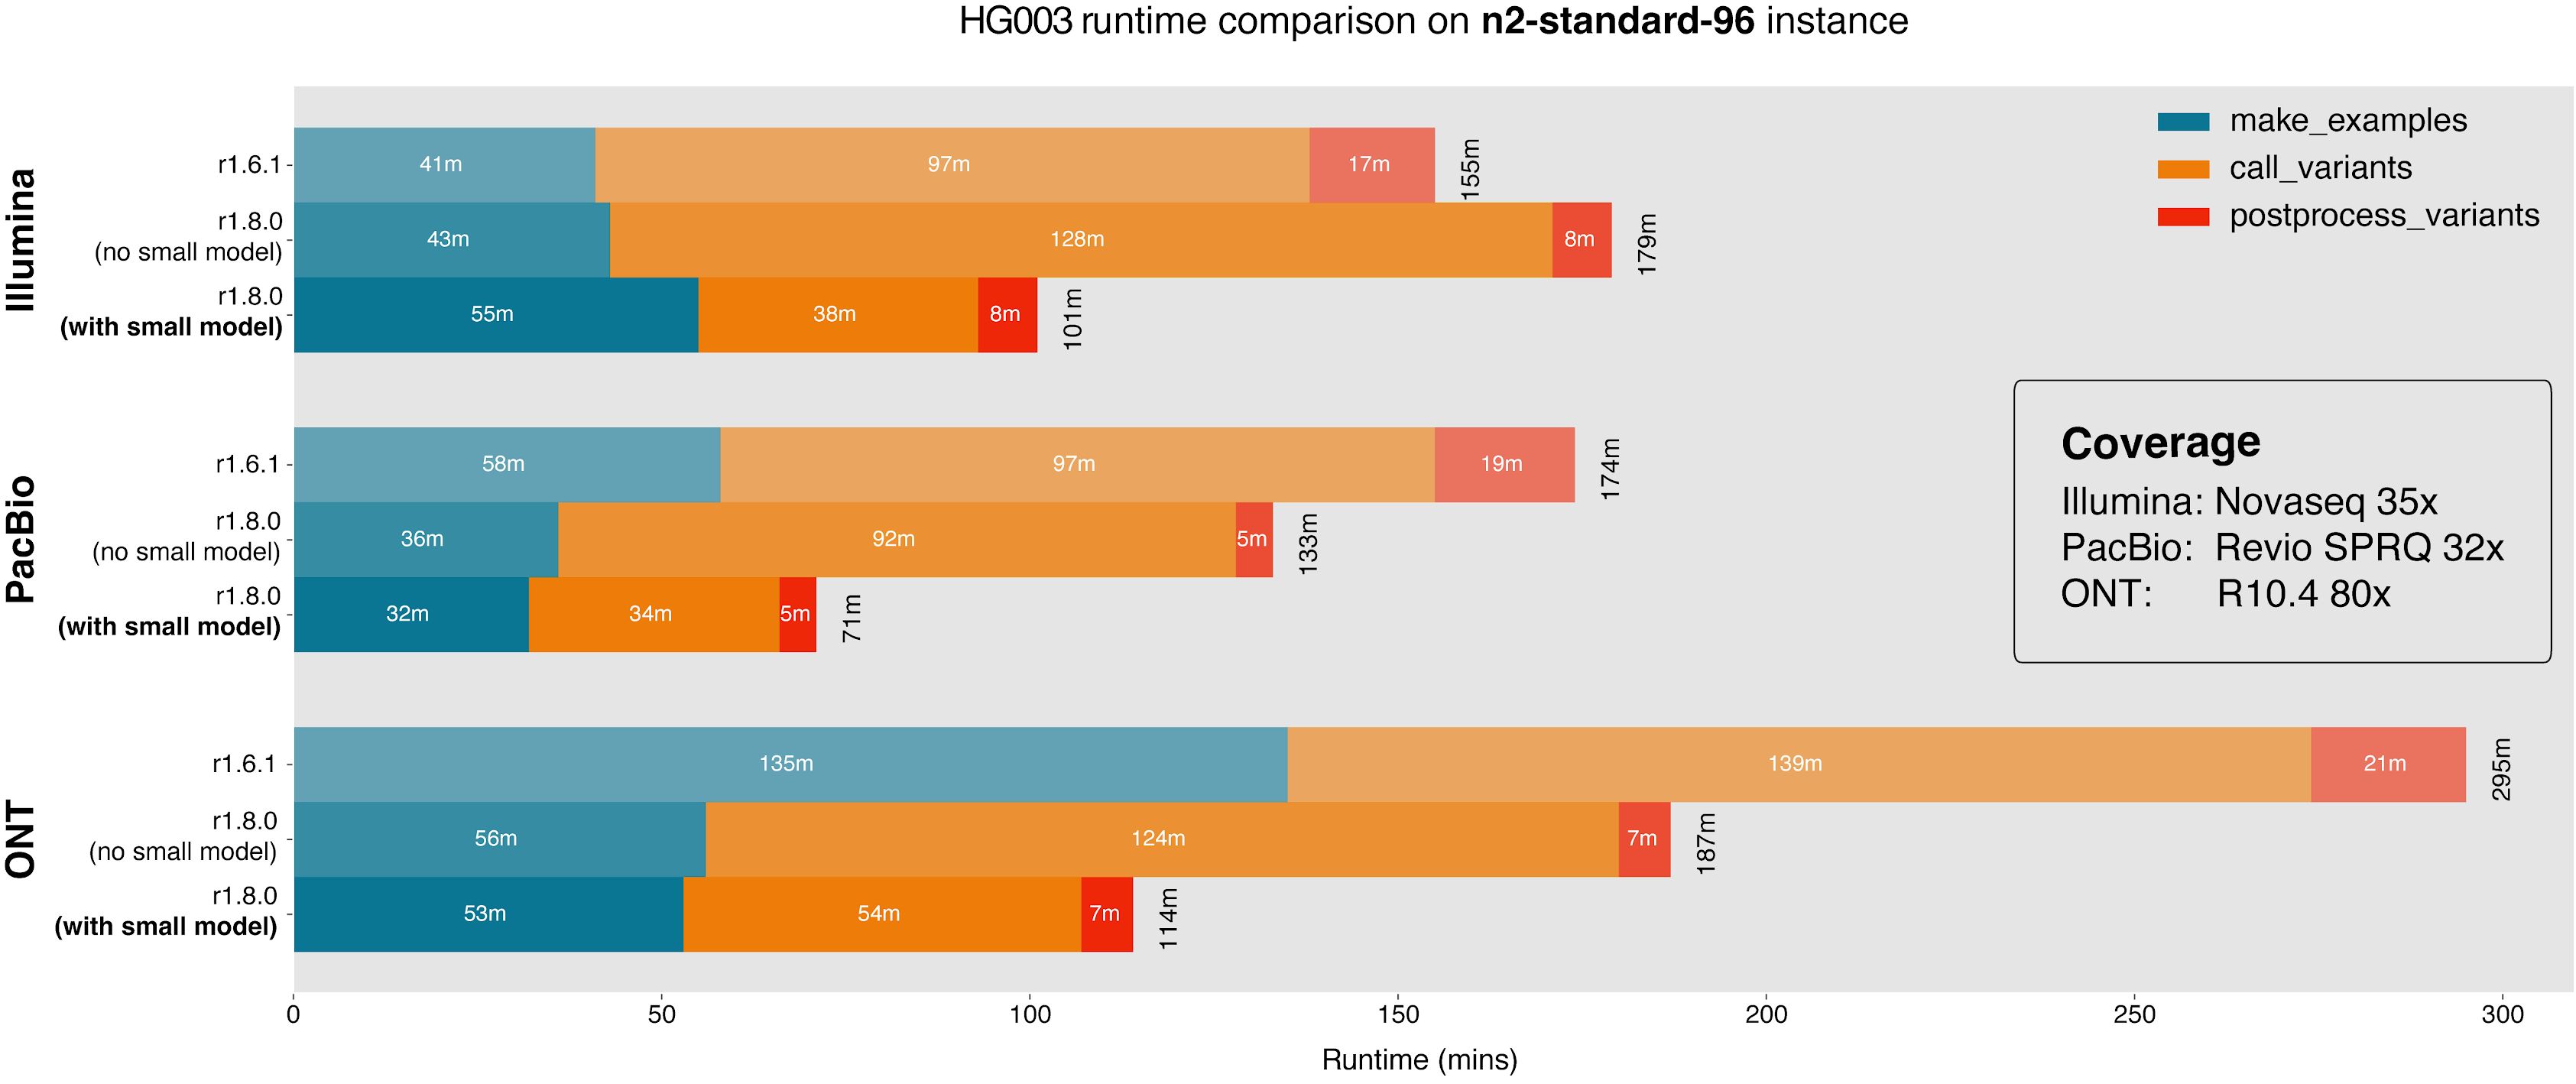 HG003 runtime comparison on n2-standard-96 instance
make_examples
call_variants
postprocess_variants
Illumina
r1.6.1
41m 97m 17m 155m
r1.8.0
(no small model)
43m 128m 8m 179m
r1.8.0
(with small model)
55m 38m 8m 101m
PacBio
r1.6.1
58m 97m 19m 174m
r1.8.0
(no small model)
36m 92m 5m 133m
r1.8.0
(with small model)
32m 34m 5m 71m
Coverage
Illumina: Novaseq 35x
PacBio: Revio SPRQ 32x
ONT: R10.4 80x
ONT
r1.6.1
135m 139m 21m 295m
r1.8.0
(no small model)
56m 124m 7m 187m
r1.8.0
(with small model)
53m 54m 7m 114m
0 50 100 150 200 250 300
Runtime (mins)